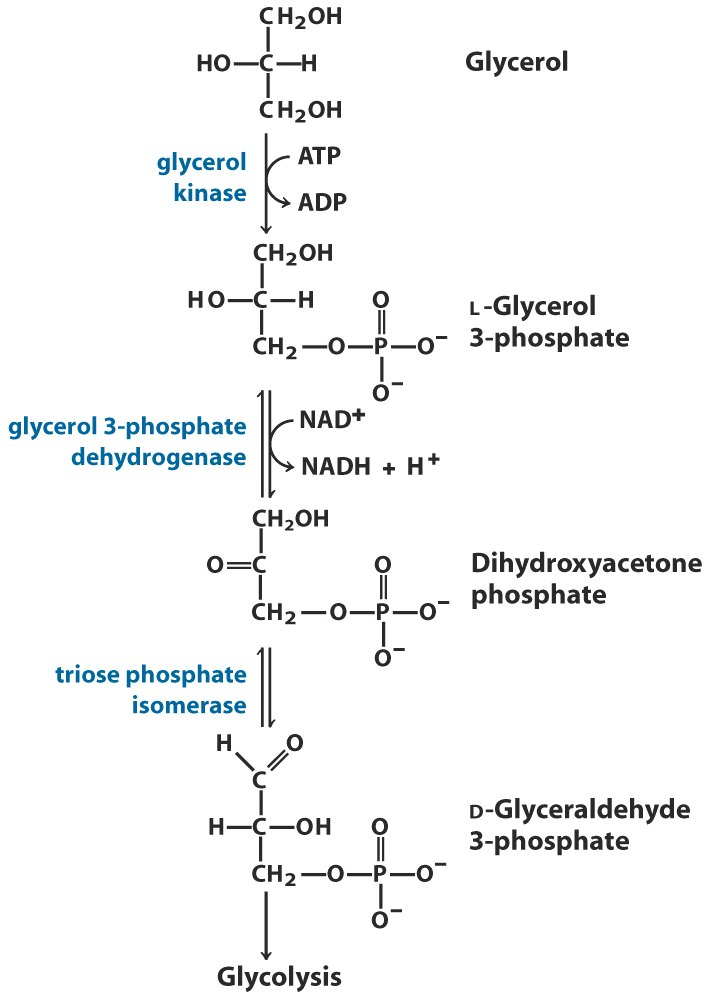 CH2OH
HO—C—H
Glycerol
CH2OH
glycerol
kinase
ATP
ADP
CH2OH
HO—C—H
O
L-Glycerol
3-phosphate
CH2—O—P—O−
O−
glycerol 3-phosphate
dehydrogenase
NAD+
NADH + H+
CH2OH
O=C
O
Dihydroxyacetone
phosphate
CH2—O—P—O−
O−
triose phosphate
isomerase
H
O
C
H—C—OH
O
D-Glyceraldehyde
3-phosphate
CH2—O—P—O−
O−
Glycolysis